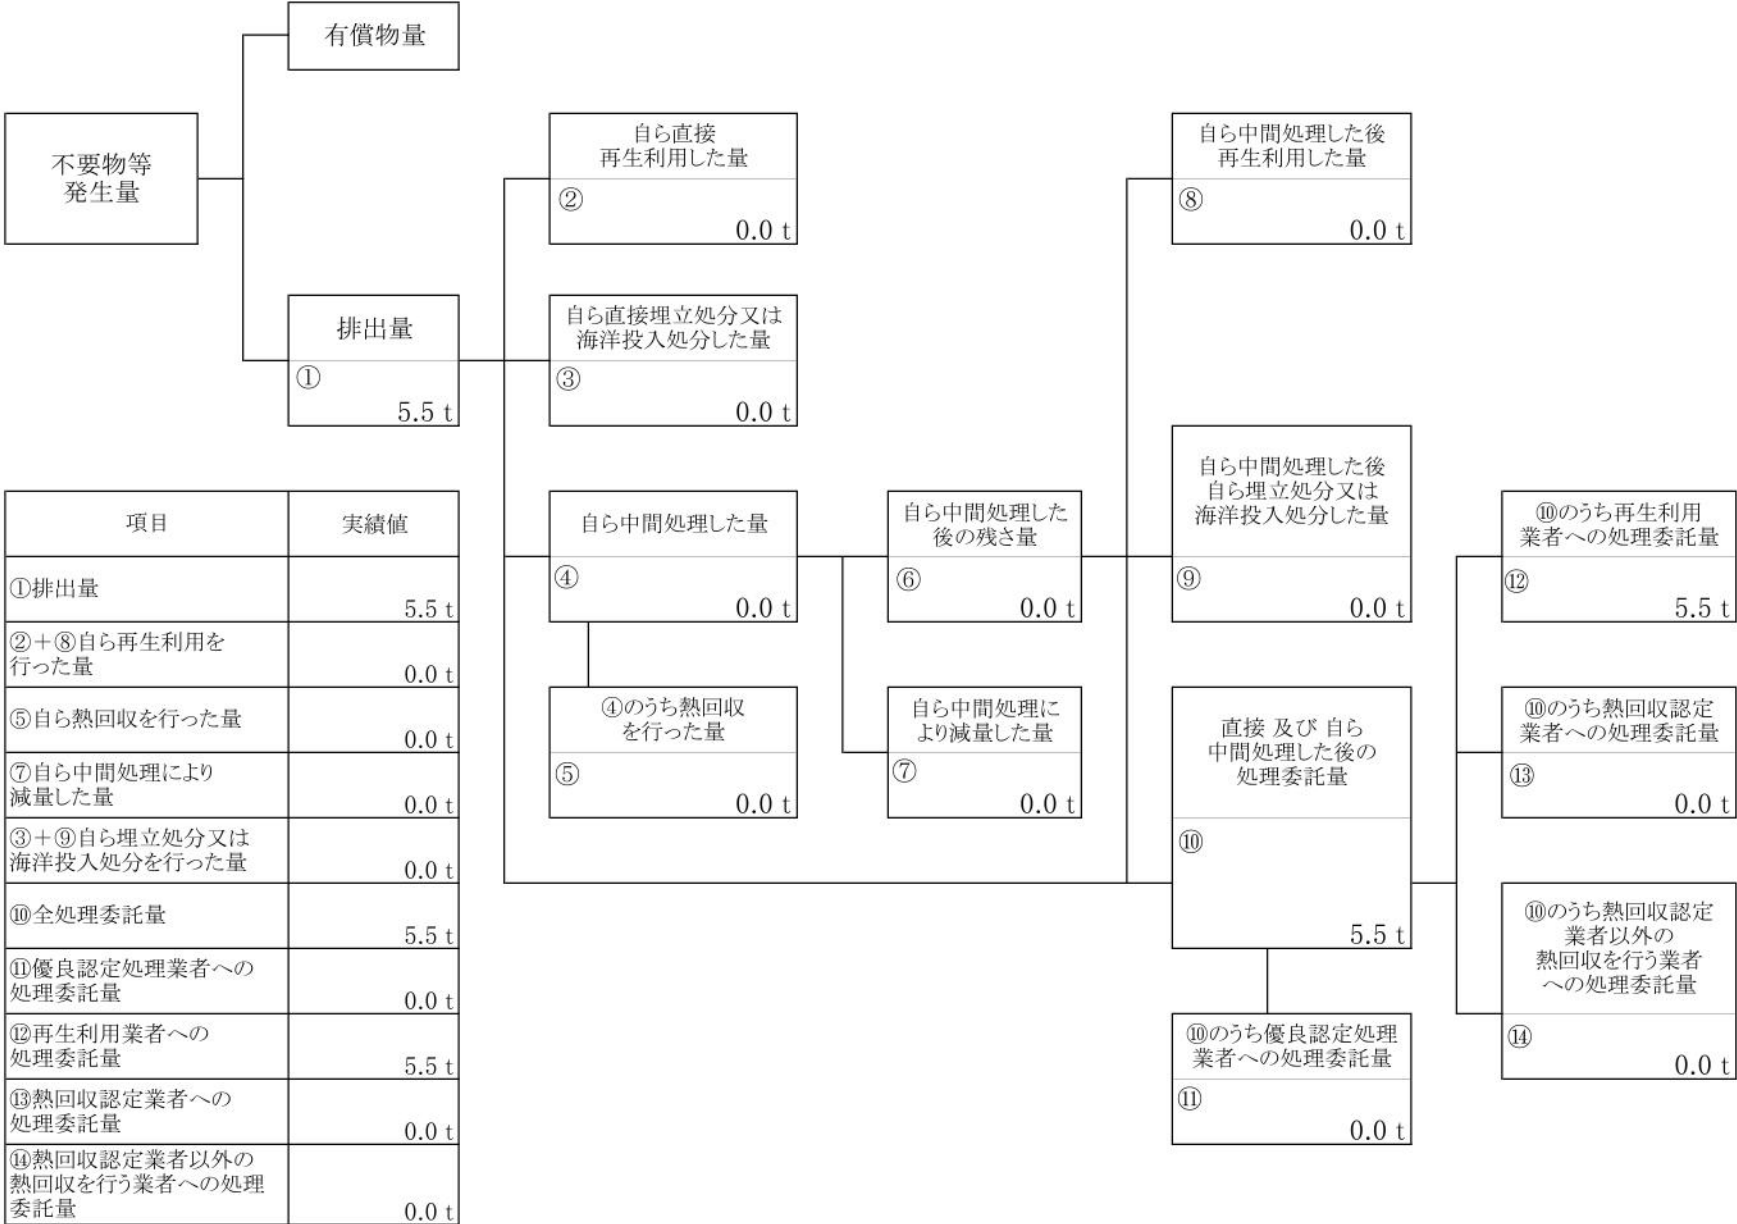 有償物量
不要物等
発生量
自ら直接
再生利用した量
②
0.0 t
自ら中間処理した後
再生利用した量
⑧
0.0 t
排出量
①
5.5 t
自ら直接埋立処分又は
海洋投入処分した量
③
0.0 t
自ら中間処理した量
④
0.0 t
自ら中間処理した
後の残さ量
⑥
0.0 t
自ら中間処理した後
自ら埋立処分又は
海洋投入処分した量
⑨
0.0 t
⑩のうち再生利用
業者への処理委託量
⑫
5.5 t
④のうち熱回収
を行った量
⑤
0.0 t
自ら中間処理に
より減量した量
⑦
0.0 t
直接 及び 自ら
中間処理した後の
処理委託量
⑩
5.5 t
⑩のうち熱回収認定
業者への処理委託量
⑬
0.0 t
⑩のうち熱回収認定
業者以外の
熱回収を行う業者
への処理委託量
⑭
0.0 t
⑩のうち優良認定処理
業者への処理委託量
⑪
0.0 t
項目 実績値
①排出量
5.5 t
②＋⑧自ら再生利用を
行った量
0.0 t
⑤自ら熱回収を行った量
0.0 t
⑦自ら中間処理により
減量した量
0.0 t
③＋⑨自ら埋立処分又は
海洋投入処分を行った量
0.0 t
⑩全処理委託量
5.5 t
⑪優良認定処理業者への
処理委託量
0.0 t
⑫再生利用業者への
処理委託量
5.5 t
⑬熱回収認定業者への
処理委託量
0.0 t
⑭熱回収認定業者以外の
熱回収を行う業者への処理
委託量
0.0 t